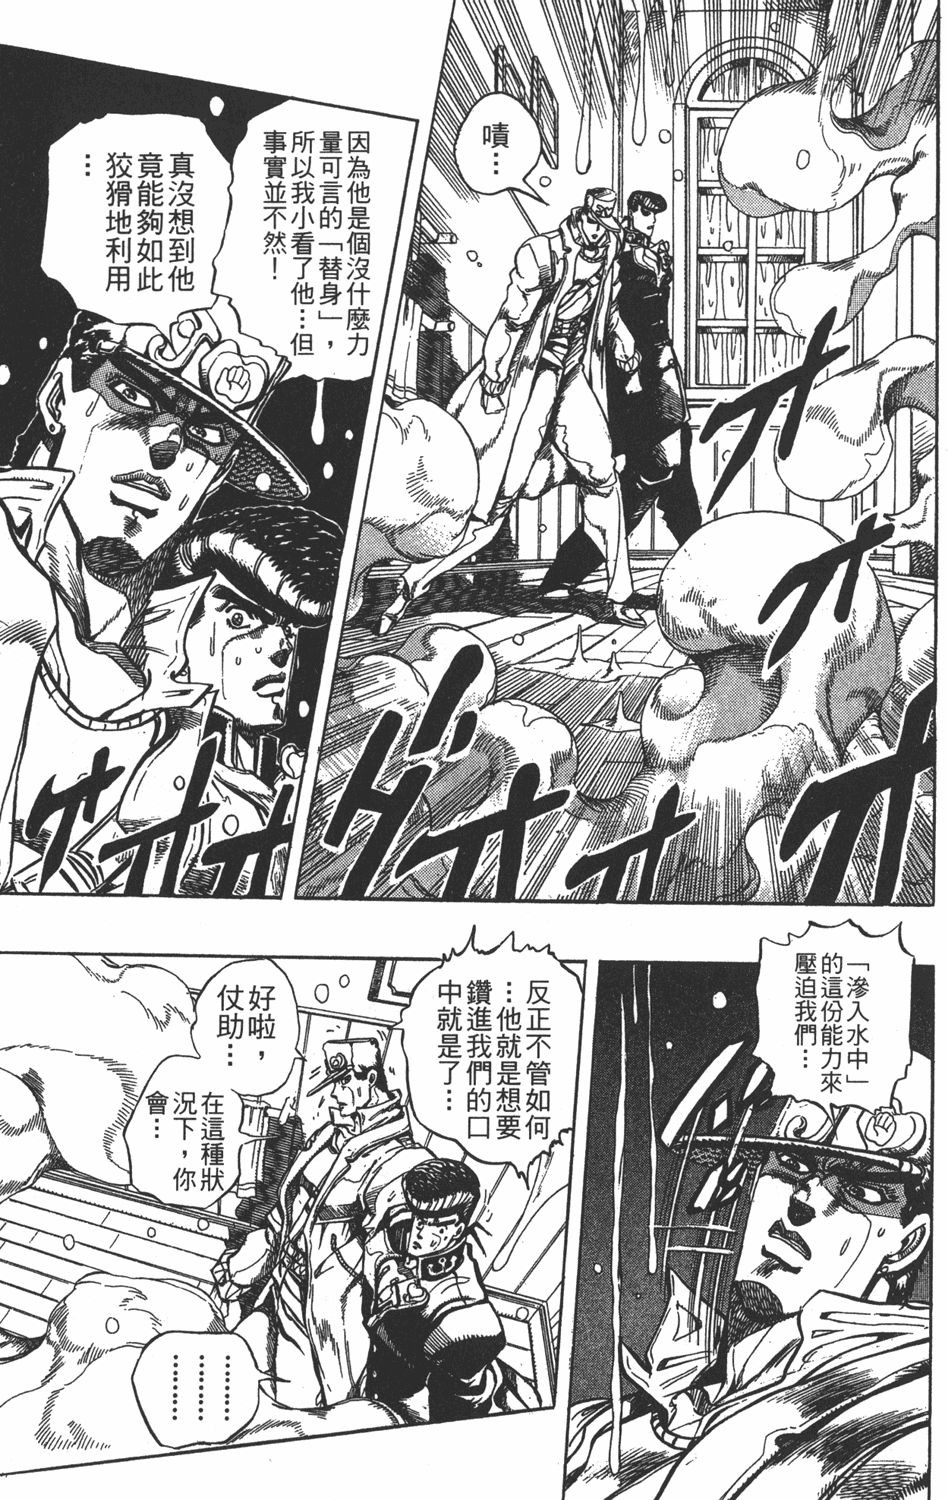 嘖…
因為他是個沒什麼力
量可言的「替身」，
所以我小看了他…但
事實並不然！
真沒想到他
竟能夠如此
狡猾地利用
…
オオオ
ゴオオオ
ゴオオ
「滲入水中」
的這份能力來
壓迫我們…
反正不管如何
…他就是想要
鑽進我們的口
中就是了…
好啦，
仗助…
在這種狀
況下，你
會…
………
………
………